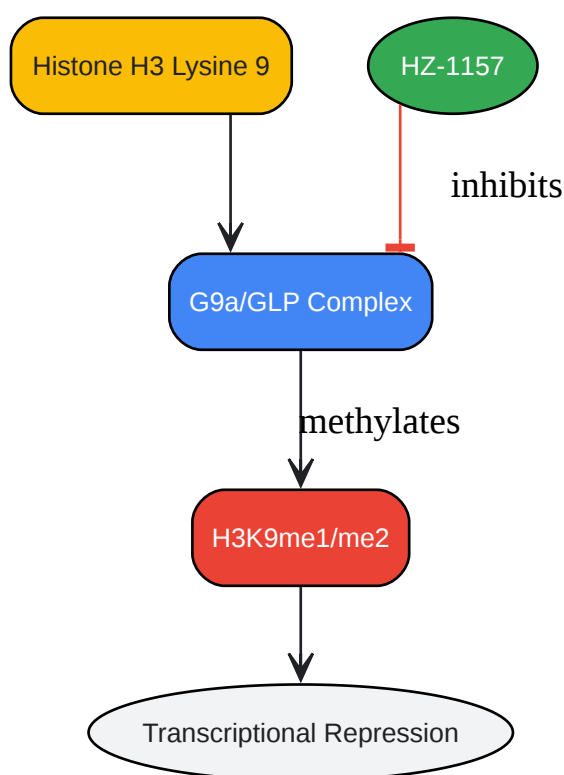 Histone H3 Lysine 9
HZ-1157
inhibits
G9a/GLP Complex
methylates
H3K9me1/me2
Transcriptional Repression